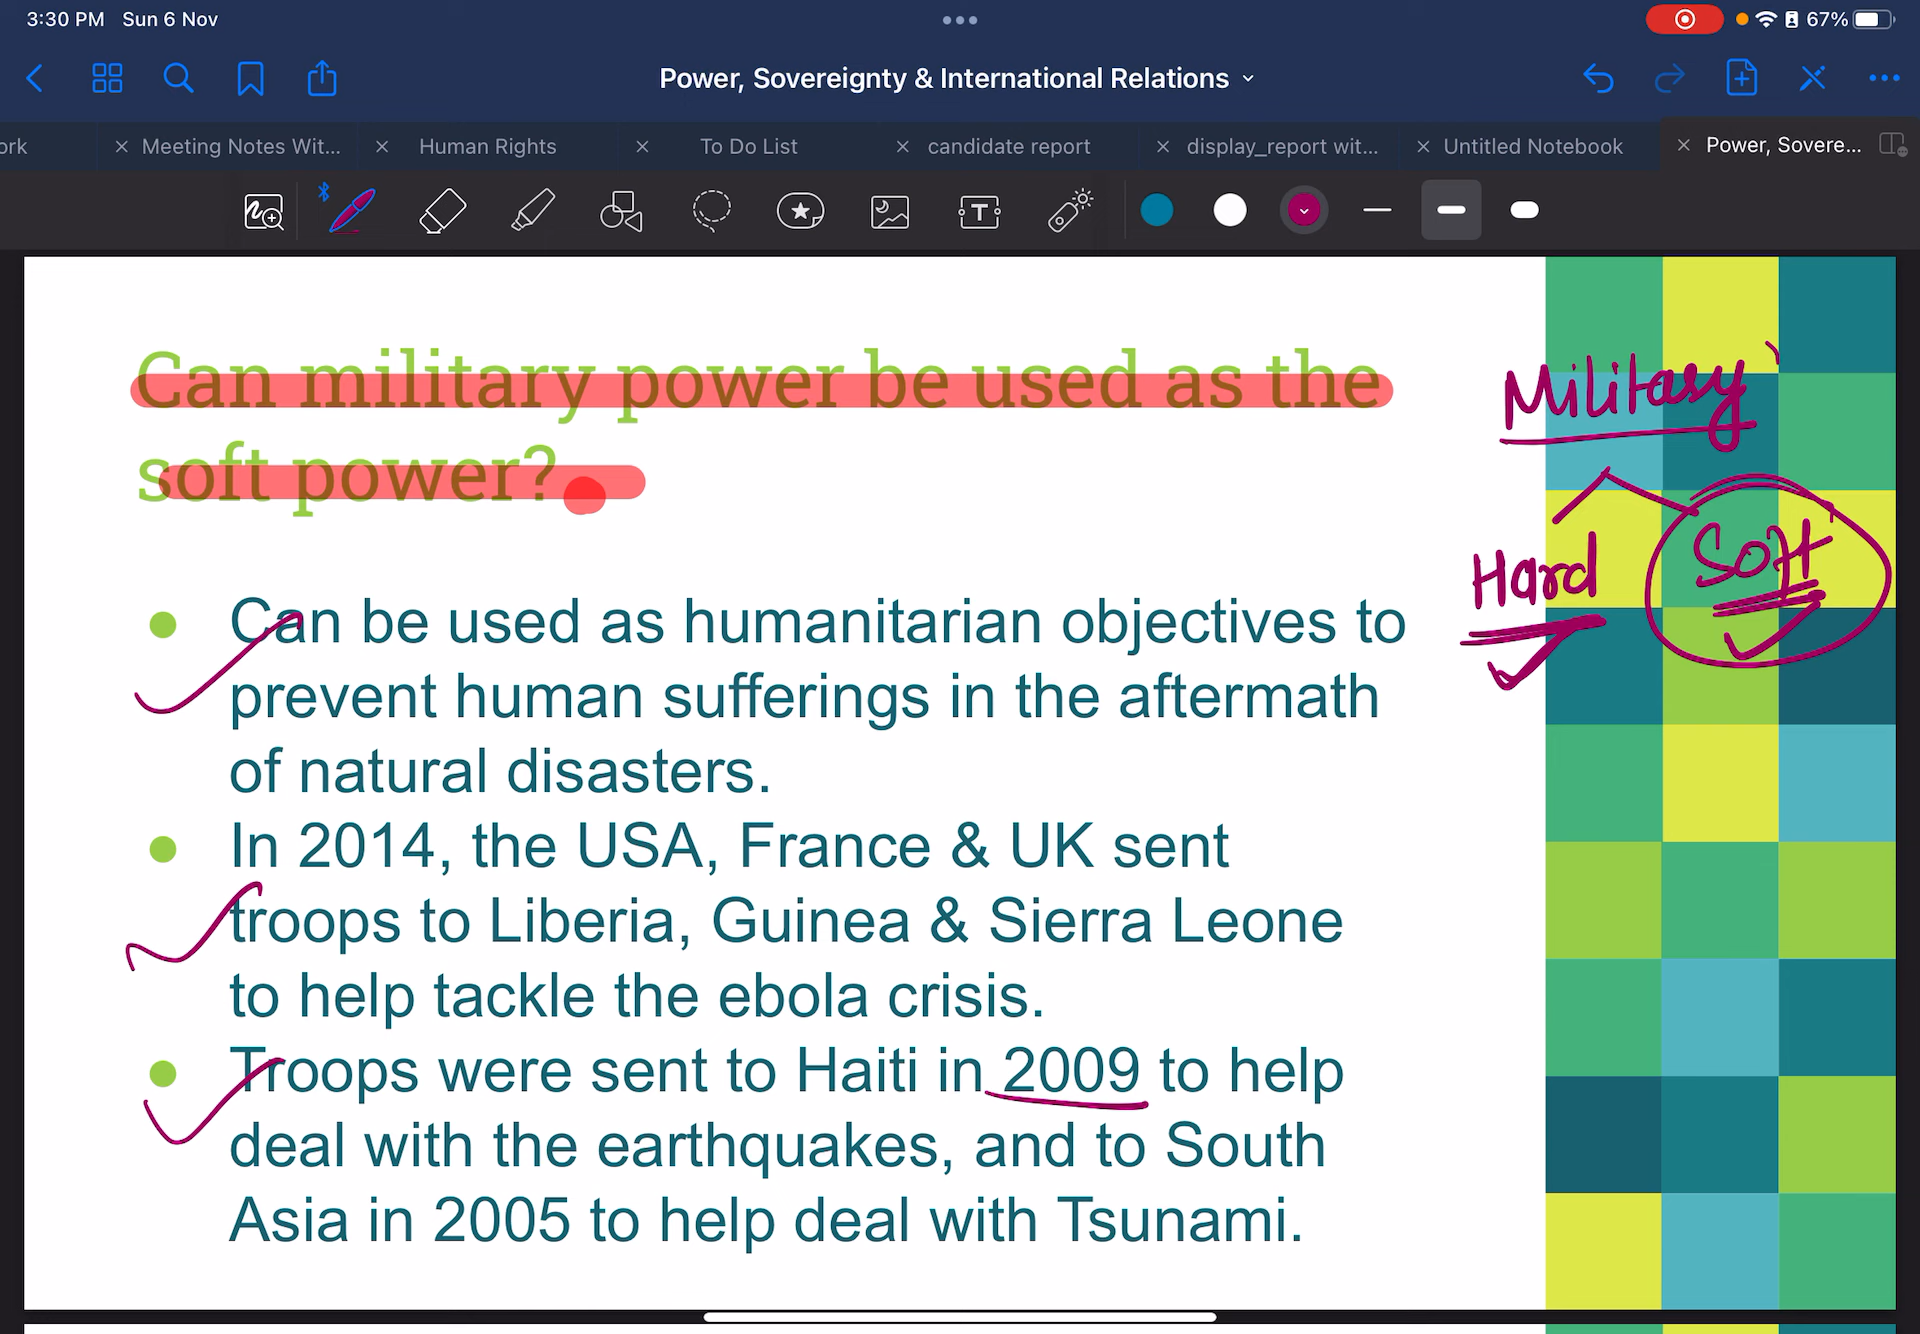 3:30 PM Sun 6 Nov
67%
Power, Sovereignty & International Relations
ork
Meeting Notes Wit...
Human Rights
To Do List
candidate report
display_report wit...
Untitled Notebook
Power, Sovere...
Can military power be used as the
soft power?
Can be used as humanitarian objectives to
prevent human sufferings in the aftermath
of natural disasters.
In 2014, the USA, France & UK sent
troops to Liberia, Guinea & Sierra Leone
to help tackle the ebola crisis.
Troops were sent to Haiti in 2009 to help
deal with the earthquakes, and to South
Asia in 2005 to help deal with Tsunami.
Military
Hard Soft